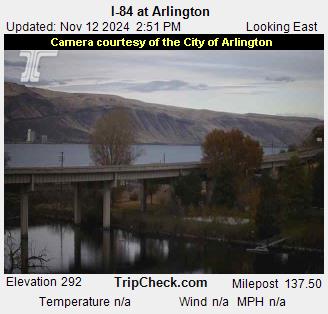 I-84 at Arlington
Updated: Nov 12 2024 2:51 PM Looking East
Camera courtesy of the City of Arlington
Elevation 292 TripCheck.com Milepost 137.50
Temperature n/a Wind n/a MPH n/a